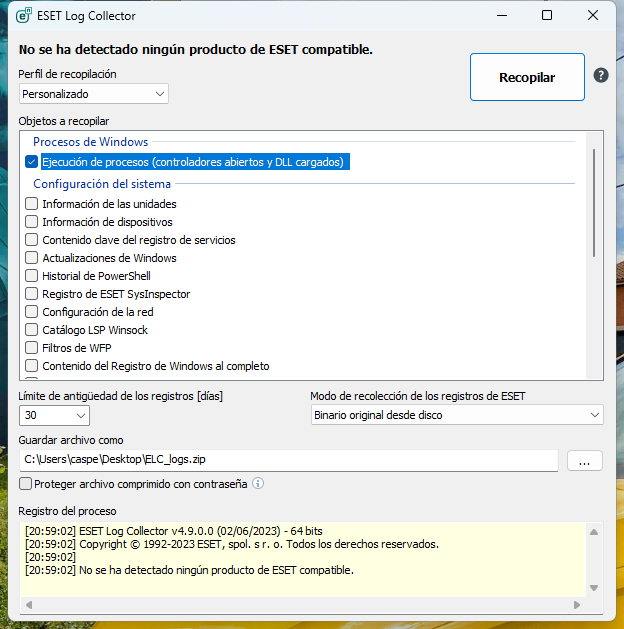 ESET Log Collector
No se ha detectado ningún producto de ESET compatible.
Perfil de recopilación
Personalizado
Recopilar
?
Objetos a recopilar
Procesos de Windows
Ejecución de procesos (controladores abiertos y DLL cargados)
Configuración del sistema
Información de las unidades
Información de dispositivos
Contenido clave del registro de servicios
Actualizaciones de Windows
Historial de PowerShell
Registro de ESET SysInspector
Configuración de la red
Catálogo LSP Winsock
Filtros de WFP
Contenido del Registro de Windows al completo
Límite de antigüedad de los registros [días]
30
Modo de recolección de los registros de ESET
Binario original desde disco
Guardar archivo como
C:\Users\caspe\Desktop\ELC_logs.zip
...
Proteger archivo comprimido con contraseña
Registro del proceso
[20:59:02] ESET Log Collector v4.9.0.0 (02/06/2023) - 64 bits
[20:59:02] Copyright © 1992-2023 ESET, spol. s r. o. Todos los derechos reservados.
[20:59:02]
[20:59:02] No se ha detectado ningún producto de ESET compatible.